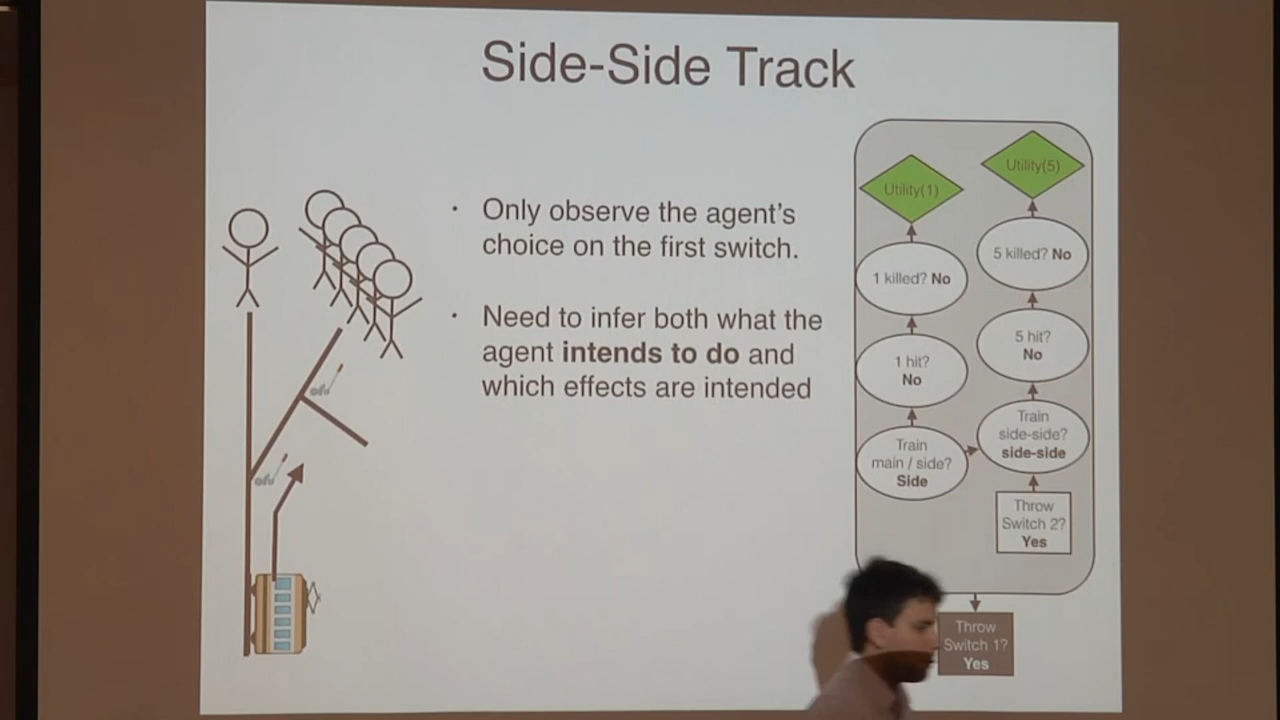 Side-Side Track
· Only observe the agent's
choice on the first switch.
· Need to infer both what the
agent intends to do and
which effects are intended
Utility(1)
1 killed? No
1 hit?
No
Train
main / side?
Side
Utility(5)
5 killed? No
5 hit?
No
Train
side-side?
side-side
Throw
Switch 2?
Yes
Throw
Switch 1?
Yes